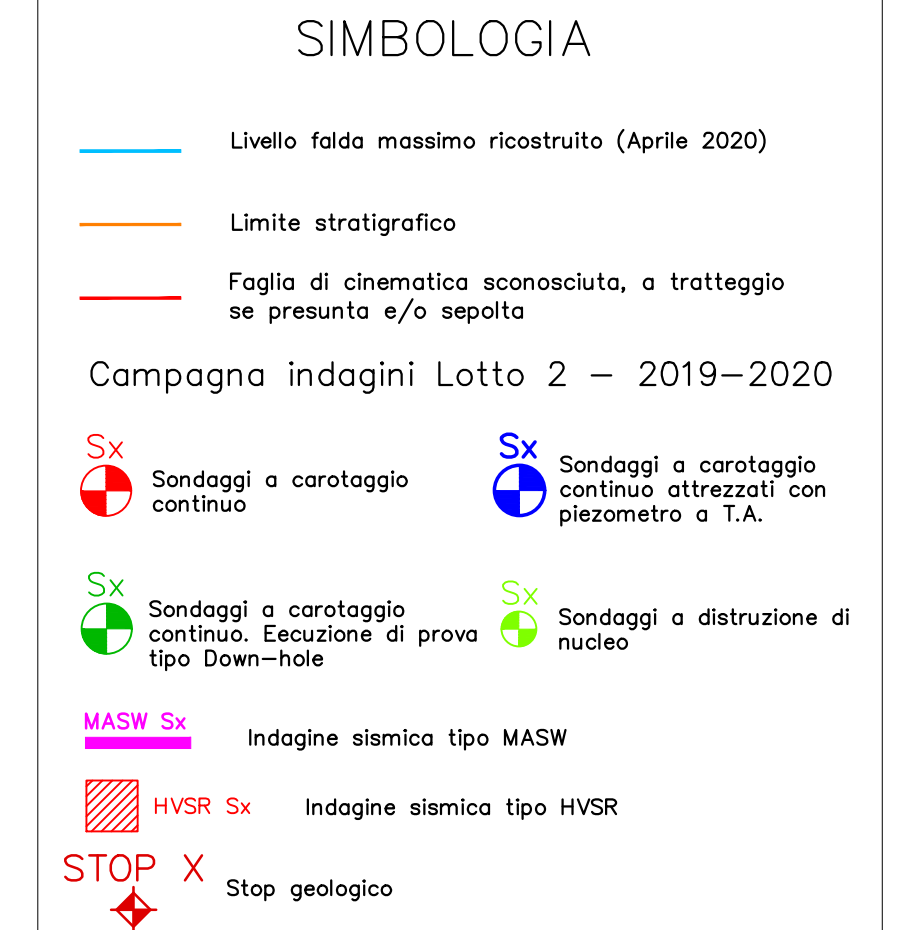 SIMBOLOGIA
Livello falda massimo ricostruito (Aprile 2020)
Limite stratigrafico
Faglia di cinematica sconosciuta, a tratteggio
se presunta e/o sepolta
Campagna indagini Lotto 2 – 2019–2020
Sx
Sondaggi a carotaggio
continuo
Sx
Sondaggi a carotaggio
continuo attrezzati con
piezometro a T.A.
Sx
Sondaggi a carotaggio
continuo. Eecuzione di prova
tipo Down–hole
Sx
Sondaggi a distruzione di
nucleo
MASW Sx
Indagine sismica tipo MASW
HVSR Sx
Indagine sismica tipo HVSR
STOP X
Stop geologico